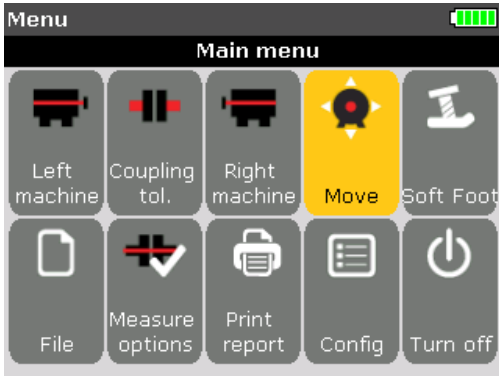 Menu
Main menu
Left
machine
Coupling
tol.
Right
machine
Move
Soft Foot
File
Measure
options
Print
report
Config
Turn off